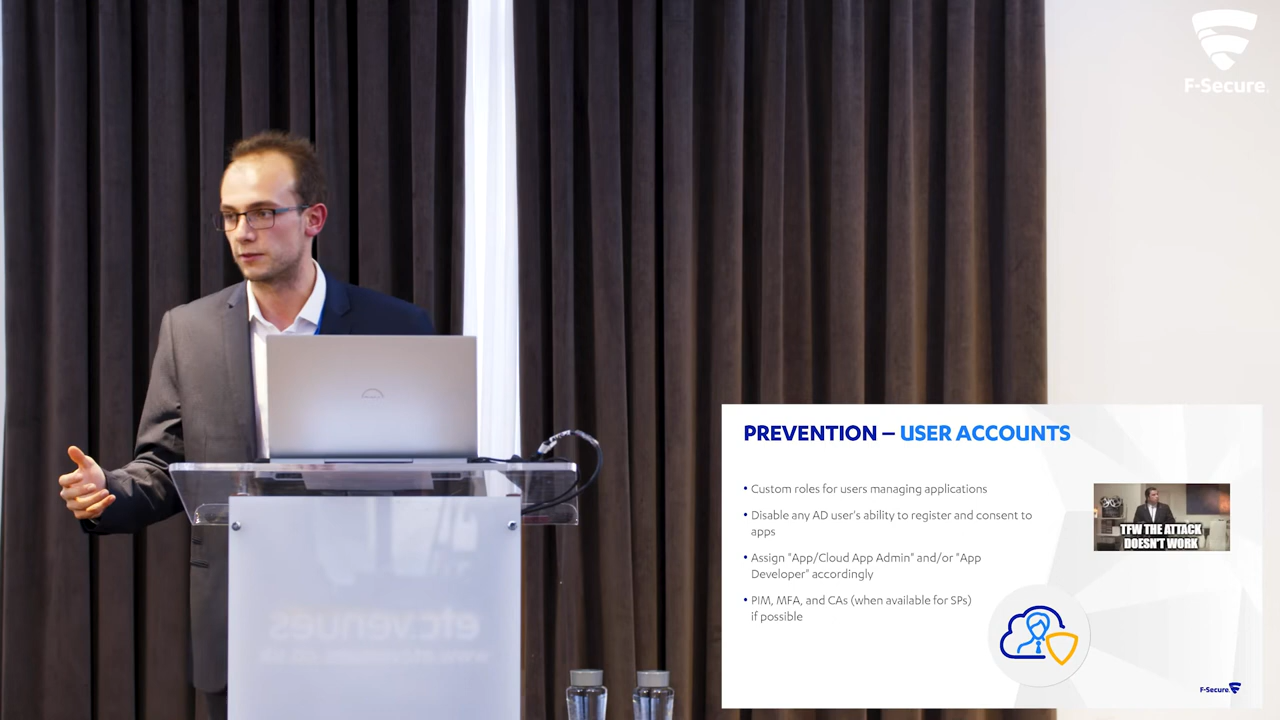 F-Secure.
PREVENTION – USER ACCOUNTS
• Custom roles for users managing applications
• Disable any AD user's ability to register and consent to
apps
• Assign "App/Cloud App Admin" and/or "App
Developer" accordingly
• PIM, MFA, and CAs (when available for SPs)
if possible
TFW THE ATTACK
DOESN'T WORK
F-Secure.
etc.venues